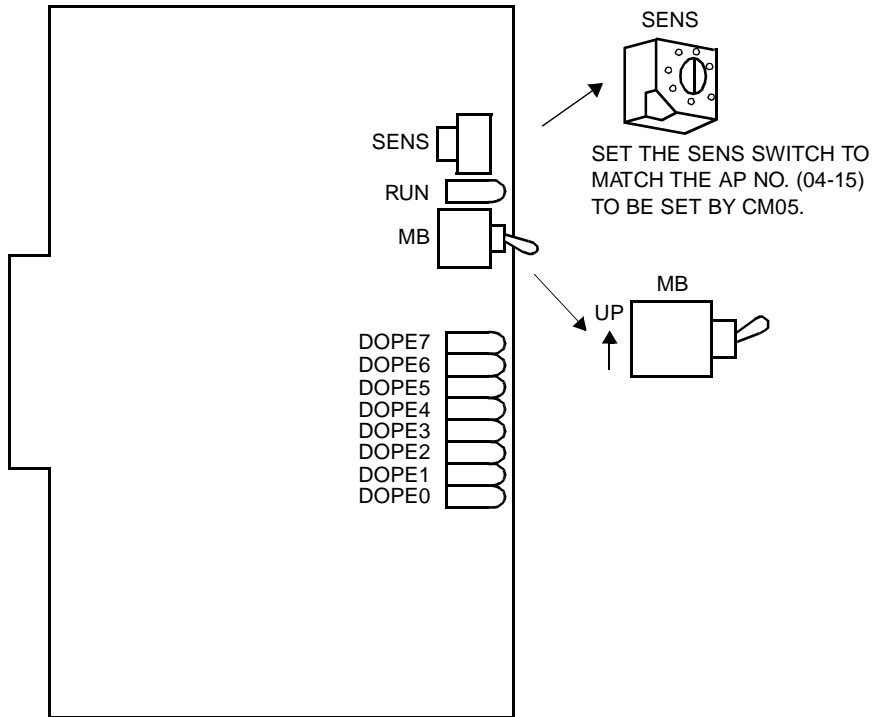 SENS
SENS
SET THE SENS SWITCH TO
MATCH THE AP NO. (04-15)
TO BE SET BY CM05.
RUN
MB
MB
UP
DOPE7
DOPE6
DOPE5
DOPE4
DOPE3
DOPE2
DOPE1
DOPE0